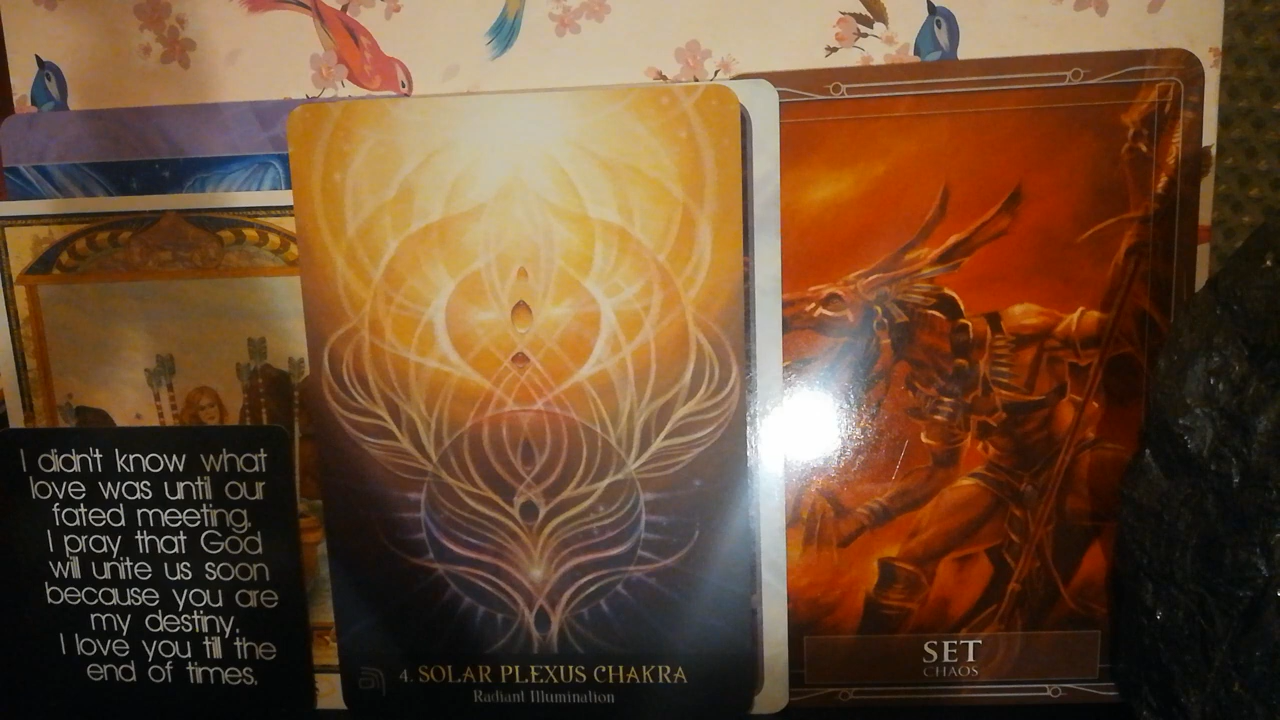 I didn't know what
love was until our
fated meeting.
I pray that God
will unite us soon
because you are
my destiny.
I love you till the
end of times.
4. SOLAR PLEXUS CHAKRA
Radiant Illumination
SET
CHAOS